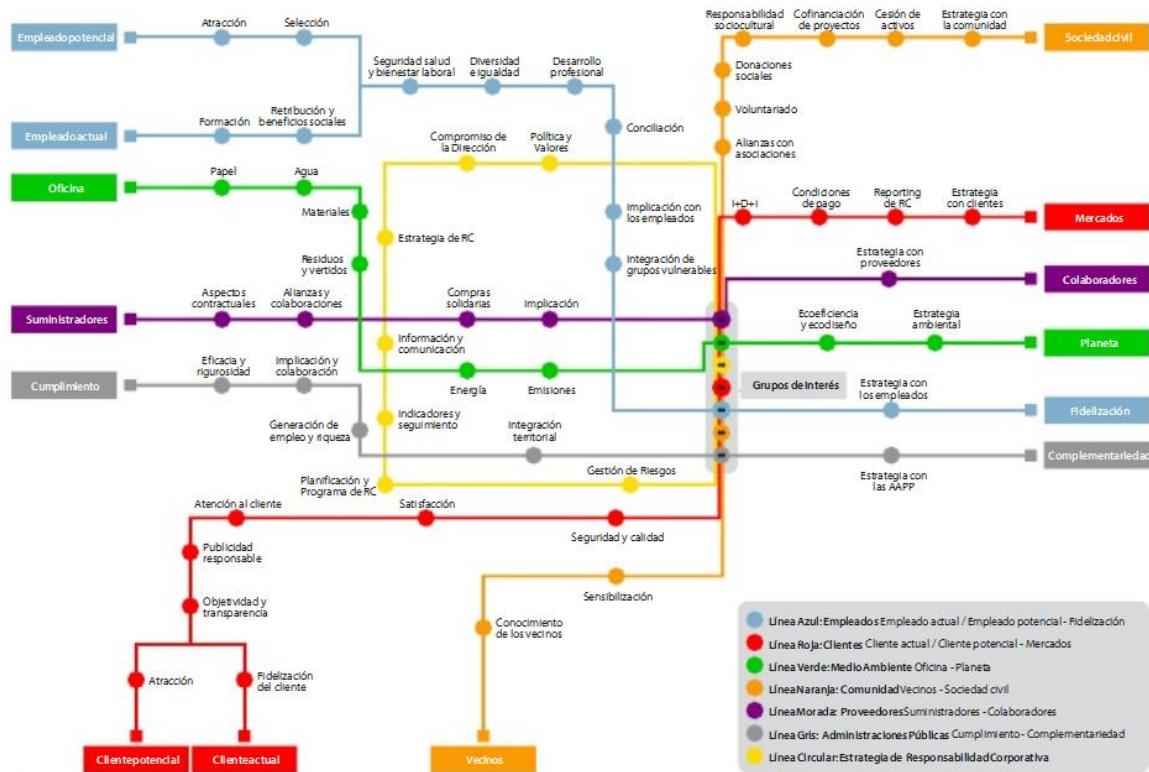 Responsabilidad
sociocultural
Cofinanciación
de proyectos
Cesión de
activos
Estrategia con
la comunidad
Atracción
Selección
Empleado potencial
Sociedad civil
Seguridad salud
y bienestar laboral
Diversidad
e igualdad
Desarrollo
profesional
Donaciones
sociales
Voluntariado
Empleado actual
Formación
Retribución y
beneficios sociales
Conciliación
Compromiso de
la Dirección
Política y
Valores
Alianzas con
asociaciones
Oficina
Papel
Agua
Materiales
Implicación con
los empleados
I+D+I
Condiciones
de pago
Reporting
de RC
Estrategia
con clientes
Mercados
Estrategia de RC
Residuos
y vertidos
Integración de
grupos vulnerables
Estrategia con
proveedores
Colaboradores
Suministradores
Aspectos
contractuales
Alianzas y
colaboraciones
Compras
solidarias
Implicación
Ecoeficiencia
y ecodiseño
Estrategia
ambiental
Planeta
Información y
comunicación
Cumplimiento
Eficacia y
rigurosidad
Implicación y
colaboración
Energía
Emisiones
Grupos de Interés
Estrategia con
los empleados
Fidelización
Generación de
empleo y riqueza
Indicadores y
seguimiento
Integración
territorial
Complementariedad
Estrategia con
las AAPP
Planificación y
Programa de RC
Gestión de Riesgos
Atención al cliente
Satisfacción
Seguridad y calidad
Publicidad
responsable
Objetividad y
transparencia
Sensibilización
Conocimiento
de los vecinos
Atracción
Fidelización
del cliente
Cliente potencial
Cliente actual
Vecinos
Línea Azul: Empleados Empleado actual / Empleado potencial - Fidelización
Línea Roja: Clientes Cliente actual / Cliente potencial - Mercados
Línea Verde: Medio Ambiente Oficina - Planeta
Línea Naranja: Comunidad Vecinos - Sociedad civil
Línea Morada: Proveedores Suministradores - Colaboradores
Línea Gris: Administraciones Públicas Cumplimiento - Complementariedad
Línea Circular: Estrategia de Responsabilidad Corporativa